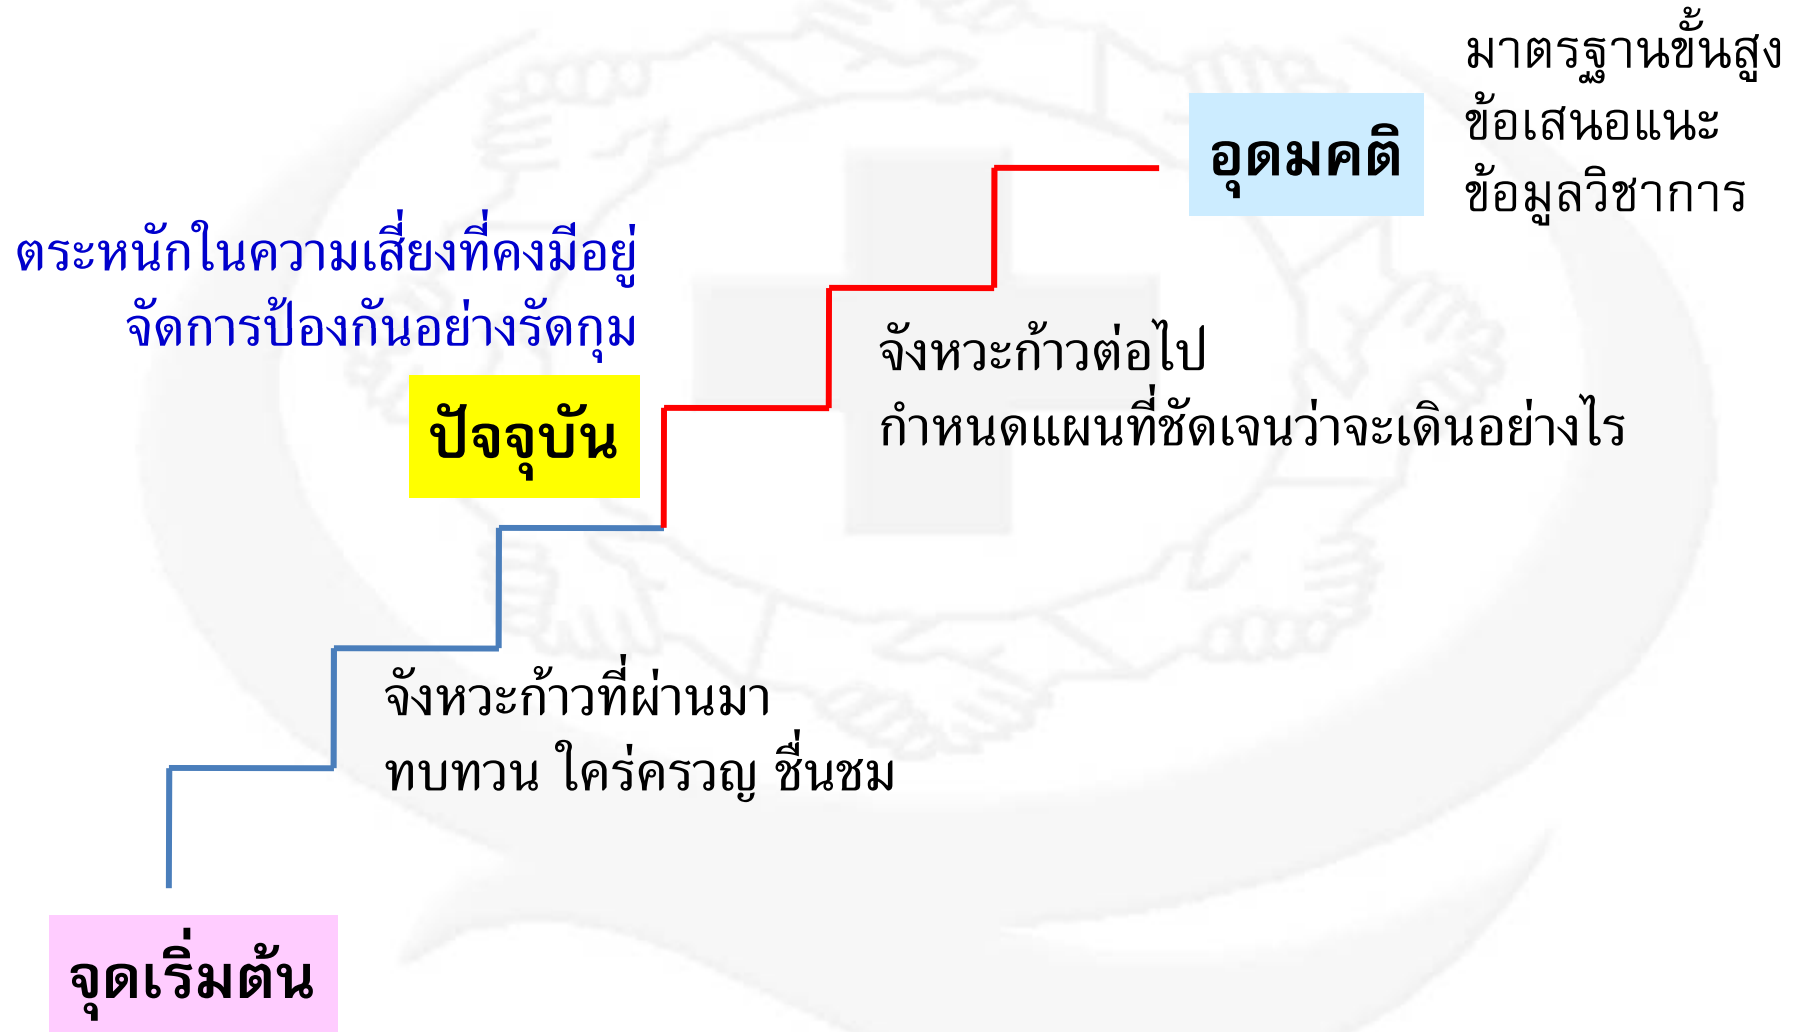 มาตรฐานขั้นสูง
ข้อเสนอแนะ
ข้อมูลวิชาการ
อุดมคติ
ตระหนักในความเสี่ยงที่คงมีอยู่
จัดการป้องกันอย่างรัดกุม
ปัจจุบัน
จังหวะก้าวต่อไป
กำหนดแผนที่ชัดเจนว่าจะเดินอย่างไร
จังหวะก้าวที่ผ่านมา
ทบทวน ใคร่ครวญ ชื่นชม
จุดเริ่มต้น